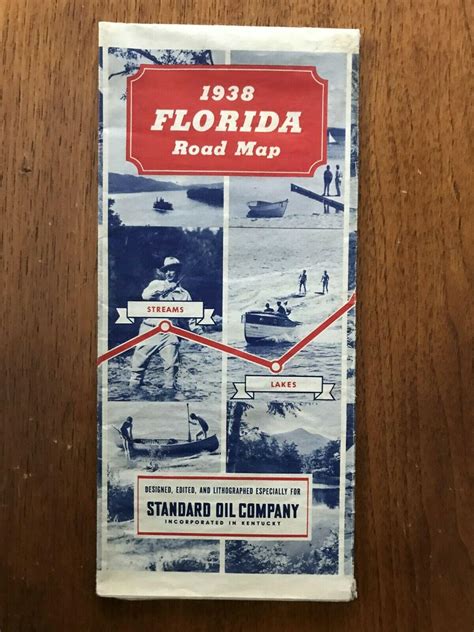 1938
FLORIDA
Road Map
STREAMS
LAKES
DESIGNED, EDITED, AND LITHOGRAPHED ESPECIALLY FOR
STANDARD OIL COMPANY
INCORPORATED IN KENTUCKY